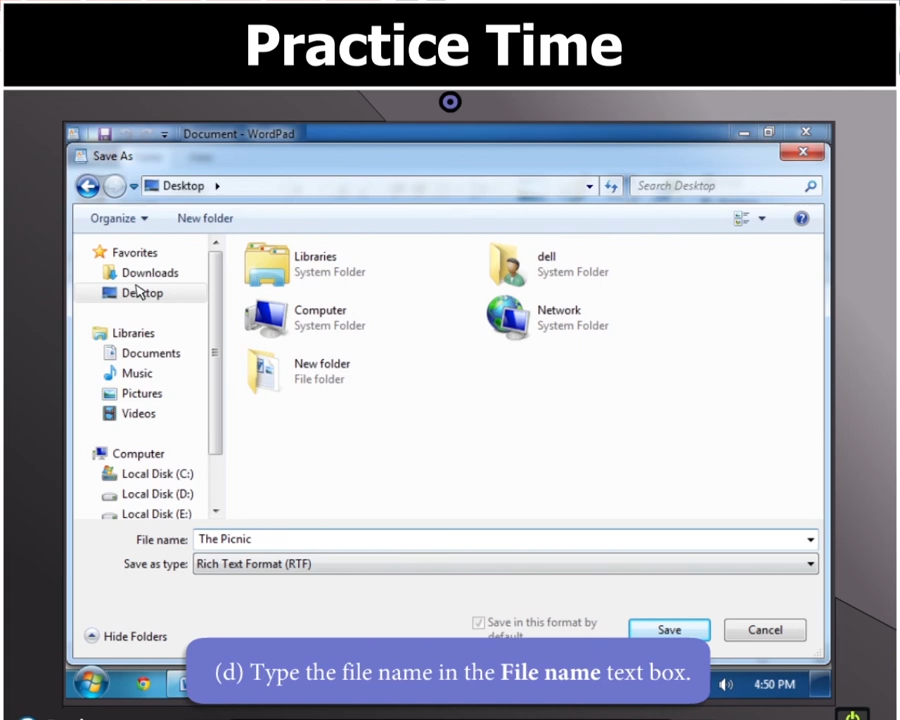 Practice Time
Document - WordPad
Save As
Desktop
Search Desktop
Organize
New folder
Favorites
Downloads
Desktop
Libraries
Documents
Music
Pictures
Videos
Computer
Local Disk (C:)
Local Disk (D:)
Local Disk (E:)
Libraries
System Folder
dell
System Folder
Computer
System Folder
Network
System Folder
New folder
File folder
File name: The Picnic
Save as type: Rich Text Format (RTF)
Hide Folders
Save in this format by
default
Save
Cancel
(d) Type the file name in the File name text box.
4:50 PM